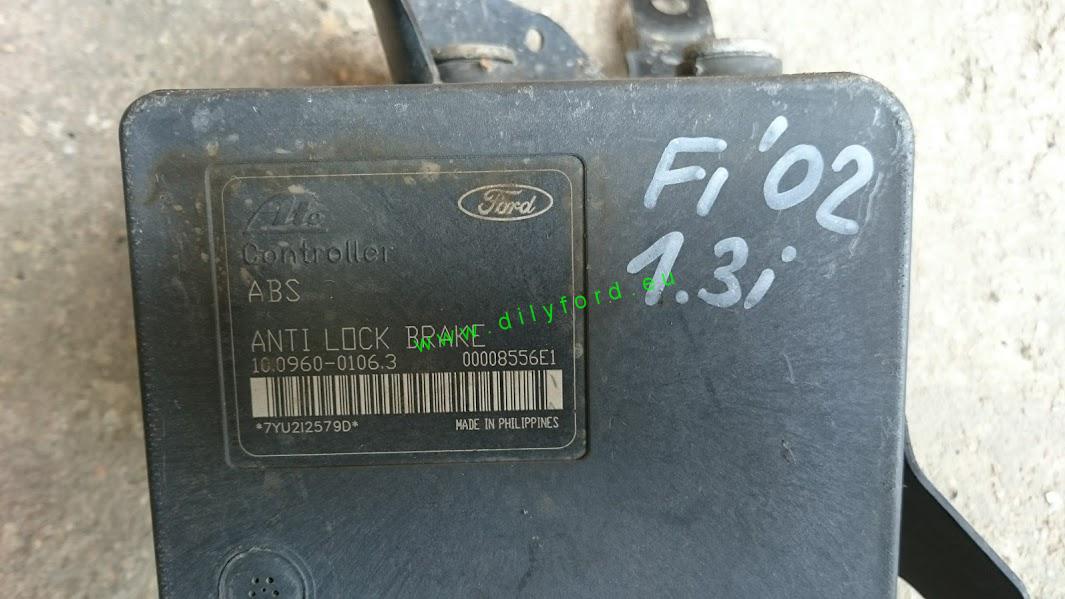 Ate
Ford
Controller
ABS
ANTI LOCK BRAKE
10.0960-0106.3 00008556E1
*7YU2I2579D*
MADE IN PHILIPPINES
Fi '02
1.3i
www.dilyford.eu